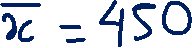 x̄ = 450